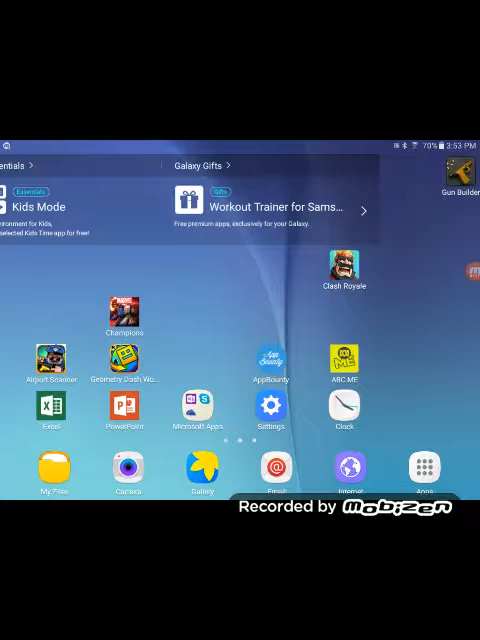 70% 3:53 PM
entials > Galaxy Gifts >
Essentials
Kids Mode
ironment for Kids,
selected Kids Time app for free!
Gifts
Workout Trainer for Sams...
Free premium apps, exclusively for your Galaxy.
Gun Builder
Clash Royale
MARVEL
Champions
Airport Scanner
Geometry Dash Wo...
App Bounty
AppBounty
ME
ABC.ME
Excel
PowerPoint
Microsoft Apps
Settings
Clock
My Files
Camera
Gallery
Email
Internet
Apps
Recorded by mobizen